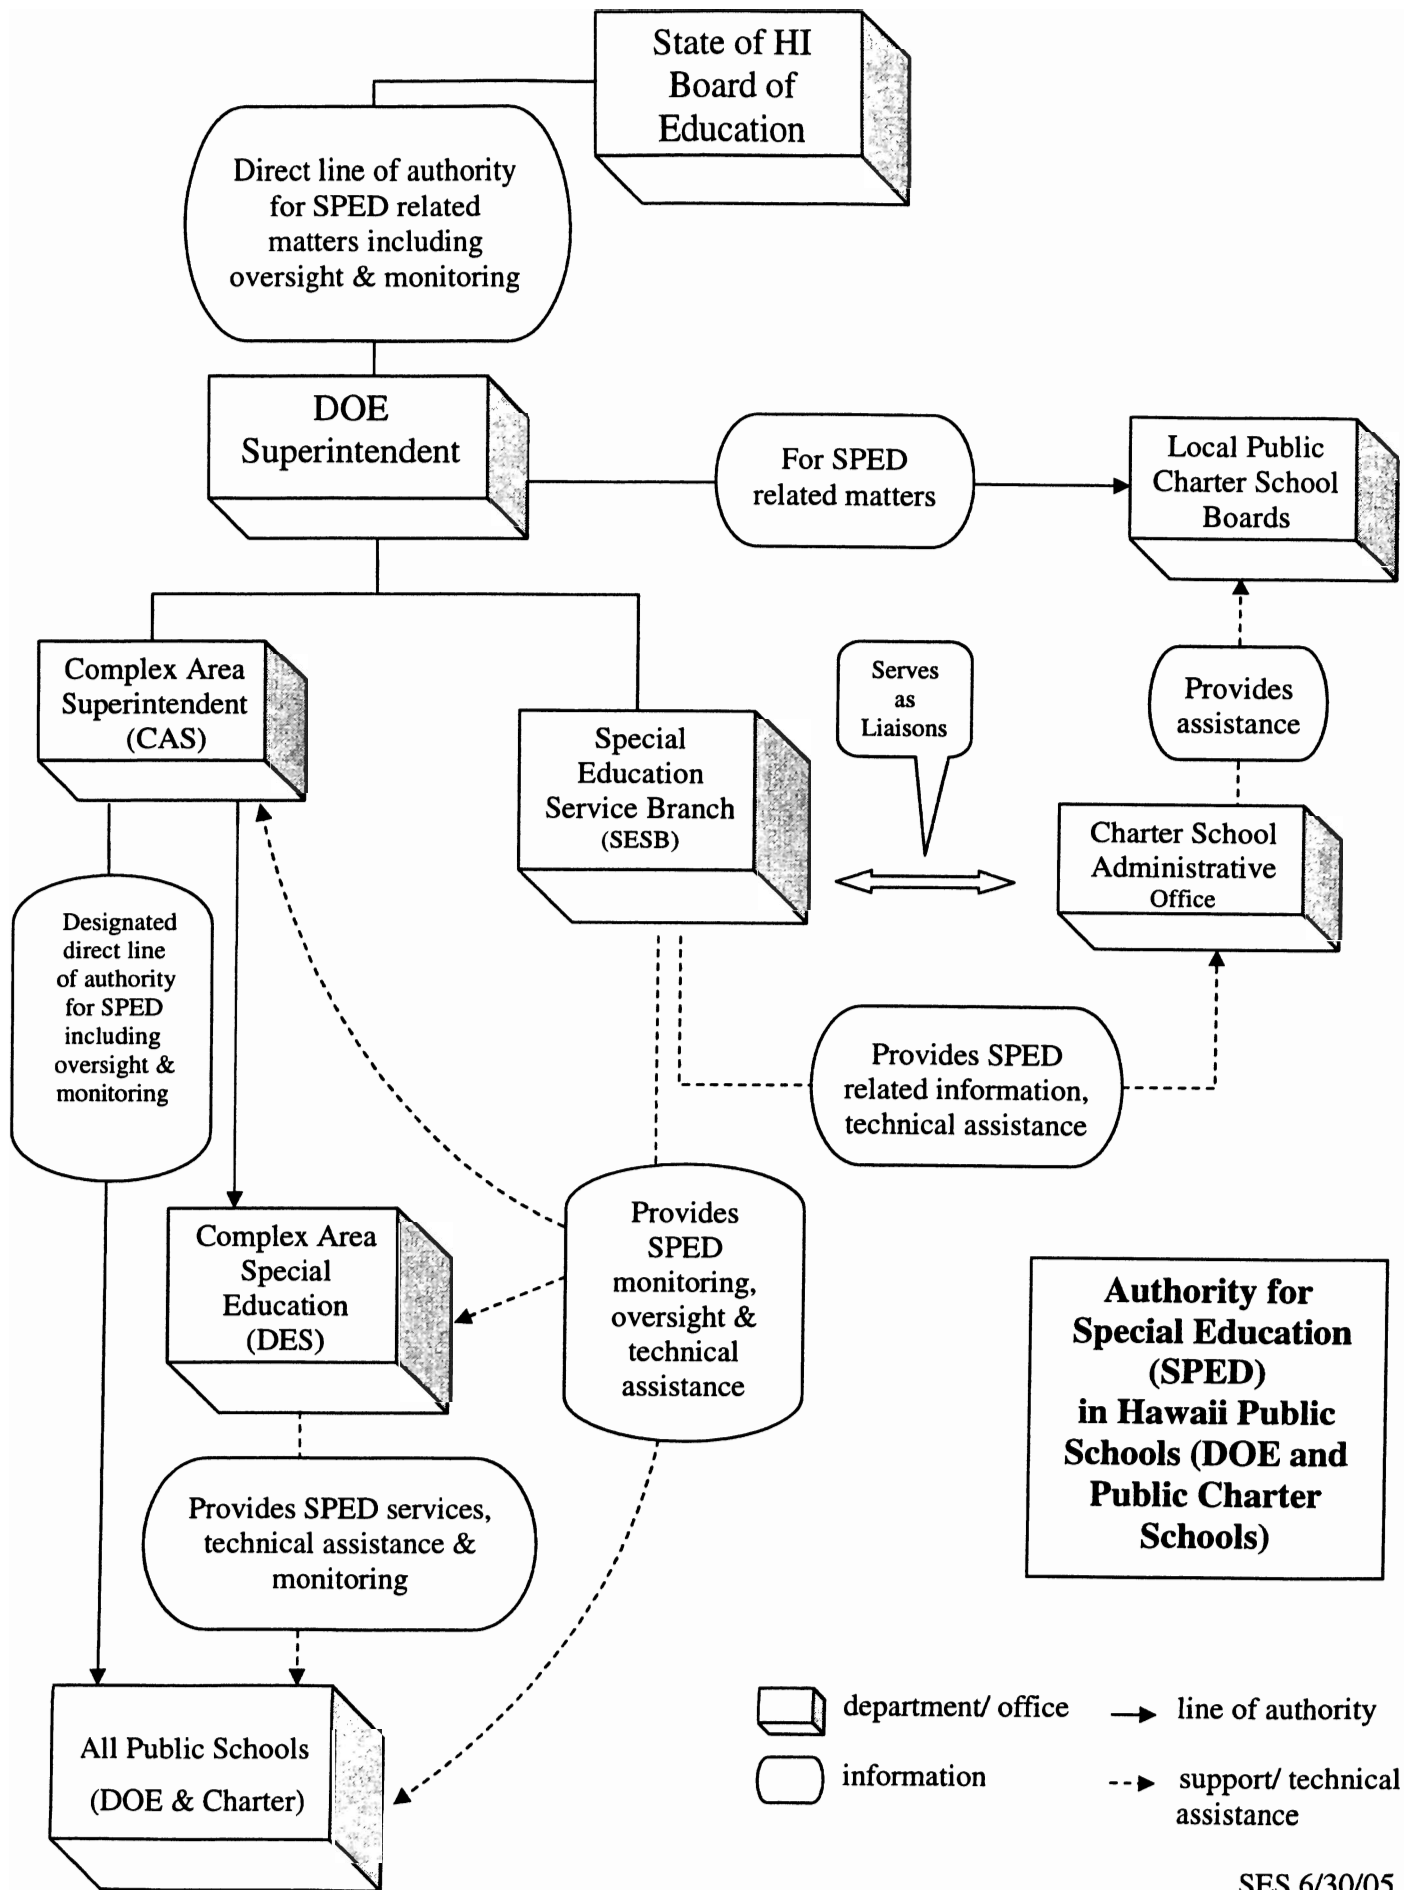 State of HI
Board of
Education
Direct line of authority
for SPED related
matters including
oversight & monitoring
DOE
Superintendent
For SPED
related matters
Local Public
Charter School
Boards
Complex Area
Superintendent
(CAS)
Special
Education
Service Branch
(SESB)
Serves
as
Liaisons
Provides
assistance
Charter School
Administrative
Office
Designated
direct line
of authority
for SPED
including
oversight &
monitoring
Provides SPED
related information,
technical assistance
Complex Area
Special
Education
(DES)
Provides
SPED
monitoring,
oversight &
technical
assistance
Authority for
Special Education
(SPED)
in Hawaii Public
Schools (DOE and
Public Charter
Schools)
Provides SPED services,
technical assistance &
monitoring
All Public Schools
(DOE & Charter)
department/ office
line of authority
information
support/ technical
assistance
SES 6/30/05